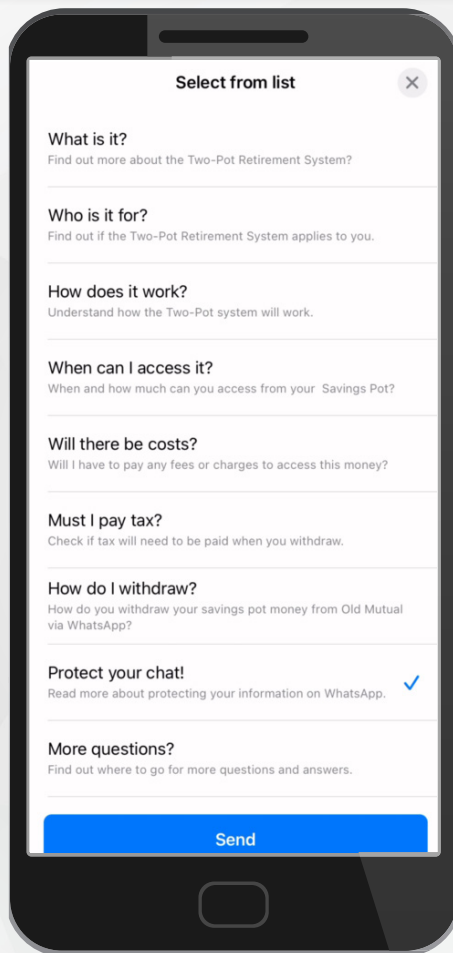 Select from list
What is it?
Find out more about the Two-Pot Retirement System?
Who is it for?
Find out if the Two-Pot Retirement System applies to you.
How does it work?
Understand how the Two-Pot system will work.
When can I access it?
When and how much can you access from your Savings Pot?
Will there be costs?
Will I have to pay any fees or charges to access this money?
Must I pay tax?
Check if tax will need to be paid when you withdraw.
How do I withdraw?
How do you withdraw your savings pot money from Old Mutual
via WhatsApp?
Protect your chat!
Read more about protecting your information on WhatsApp.
More questions?
Find out where to go for more questions and answers.
Send